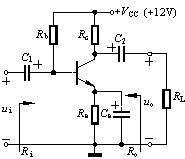 +VCC (+12V)
Rb
Rc
C2
+
C1
+
+
+
RL
ui
uo
Re
Ce
+
−
−
Ri
Ro